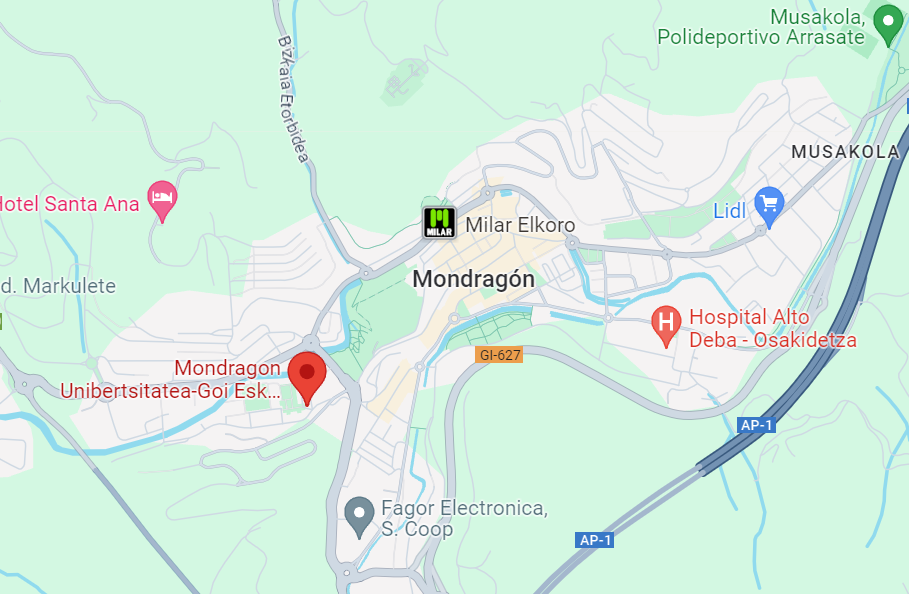 Musakola,
Polideportivo Arrasate
Bizkaia Etorbidea
MUSAKOLA
Hotel Santa Ana
Lidl
MILAR
Milar Elkoro
Mondragón
d. Markulete
H
Hospital Alto
Deba - Osakidetza
GI-627
Mondragon
Unibertsitatea-Goi Esk...
AP-1
Fagor Electronica,
S. Coop
AP-1